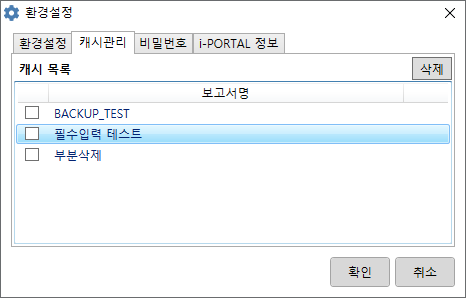 환경설정
환경설정 캐시관리 비밀번호 i-PORTAL 정보
캐시 목록 삭제
보고서명
BACKUP_TEST
필수입력 테스트
부분삭제
확인 취소